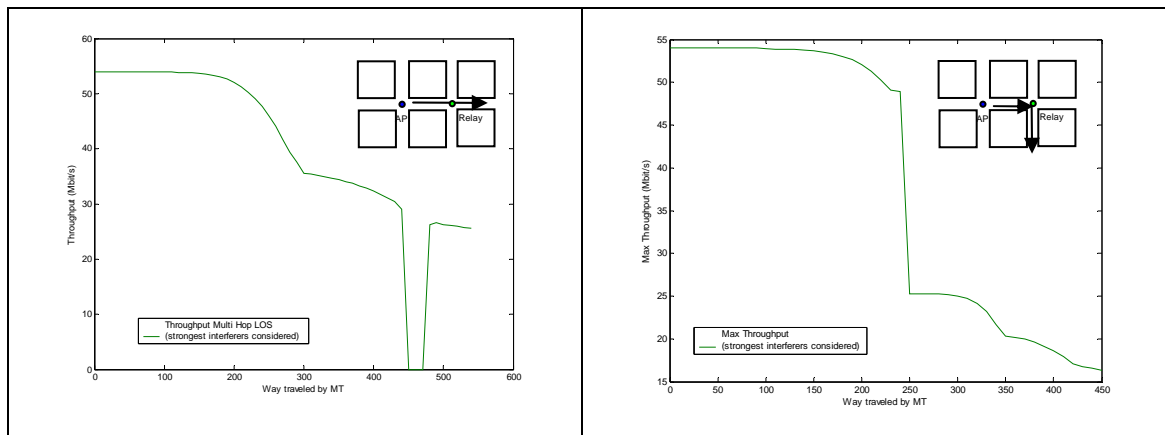 60
50
40
30
20
10
0
Throughput (Mbit/s)
AP
Relay
Throughput Multi Hop LOS
(strongest interferers considered)
0 100 200 300 400 500 600
Way traveled by MT
55
50
45
40
35
30
25
20
15
Max Throughput (Mbit/s)
AP
Relay
Max Throughput
(strongest interferers considered)
0 50 100 150 200 250 300 350 400 450
Way traveled by MT